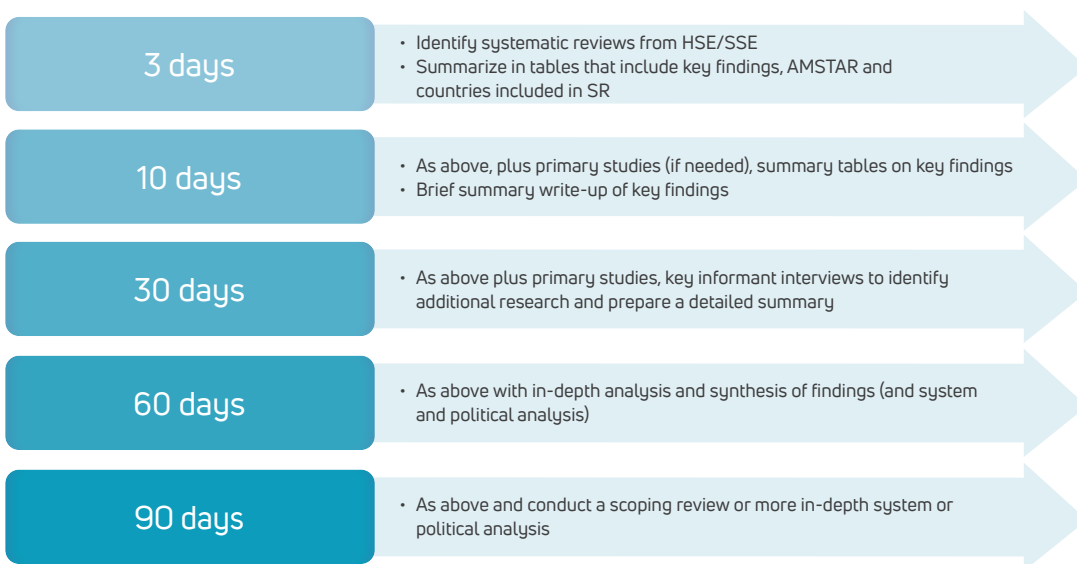 3 days
• Identify systematic reviews from HSE/SSE
• Summarize in tables that include key findings, AMSTAR and
countries included in SR
10 days
• As above, plus primary studies (if needed), summary tables on key findings
• Brief summary write-up of key findings
30 days
• As above plus primary studies, key informant interviews to identify
additional research and prepare a detailed summary
60 days
• As above with in-depth analysis and synthesis of findings (and system
and political analysis)
90 days
• As above and conduct a scoping review or more in-depth system or
political analysis